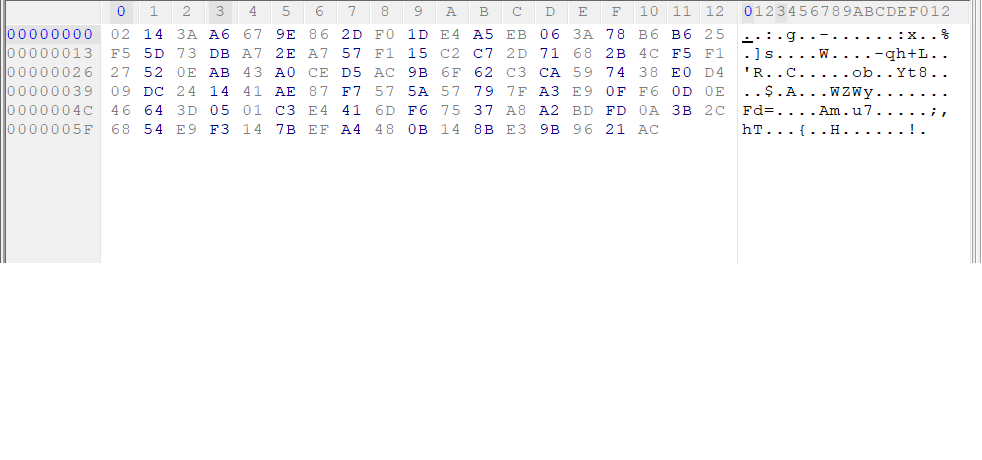 0 1 2 3 4 5 6 7 8 9 A B C D E F 10 11 12 0123456789ABCDEF012
00000000 02 14 3A A6 67 9E 86 2D F0 1D E4 A5 EB 06 3A 78 B6 B6 25 ..:.g..-......:x..%
00000013 F5 5D 73 DB A7 2E A7 57 F1 15 C2 C7 2D 71 68 2B 4C F5 F1 .]s....W....-qh+L..
00000026 27 52 0E AB 43 A0 CE D5 AC 9B 6F 62 C3 CA 59 74 38 E0 D4 'R..C.....ob..Yt8..
00000039 09 DC 24 14 41 AE 87 F7 57 5A 57 79 7F A3 E9 0F F6 0D 0E ..$.A...WZWy.......
0000004C 46 64 3D 05 01 C3 E4 41 6D F6 75 37 A8 A2 BD FD 0A 3B 2C Fd=....Am.u7.....;,
0000005F 68 54 E9 F3 14 7B EF A4 48 0B 14 8B E3 9B 96 21 AC hT...{..H......!.